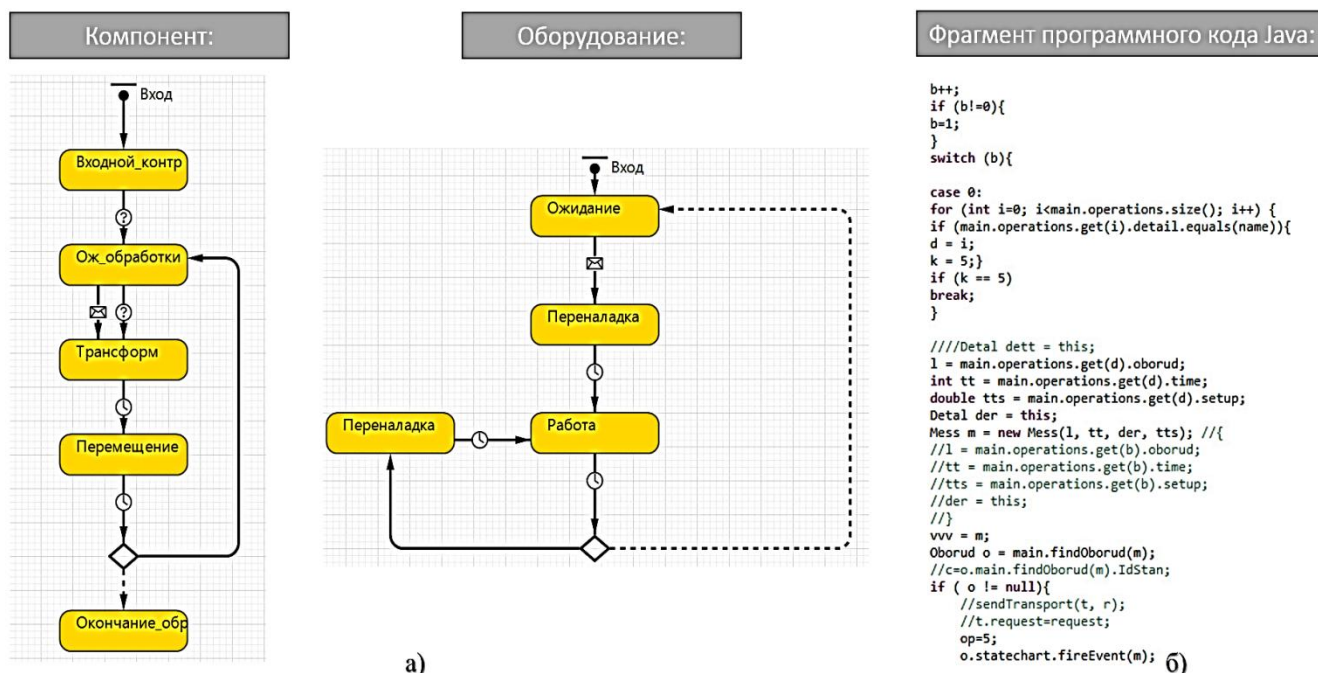 Компонент:
Оборудование:
Фрагмент программного кода Java:
Вход
Входной_контр
Ож_обработки
Трансформ
Перемещение
Окончание_обр
Вход
Ожидание
Переналадка
Переналадка
Работа
а)
b++;
if (b!=0){
b=1;
}
switch (b){
case 0:
for (int i=0; i<main.operations.size(); i++) {
if (main.operations.get(i).detail.equals(name)){
d = i;
k = 5;}
if (k == 5)
break;
}
////Detal dett = this;
l = main.operations.get(d).oborud;
int tt = main.operations.get(d).time;
double tts = main.operations.get(d).setup;
Detal der = this;
Mess m = new Mess(l, tt, der, tts); //{
//l = main.operations.get(b).oborud;
//tt = main.operations.get(b).time;
//tts = main.operations.get(b).setup;
//der = this;
//}
vvv = m;
Oborud o = main.findOborud(m);
//c=o.main.findOborud(m).IdStan;
if ( o != null){
//sendTransport(t, r);
//t.request=request;
op=5;
o.statechart.fireEvent(m);
б)